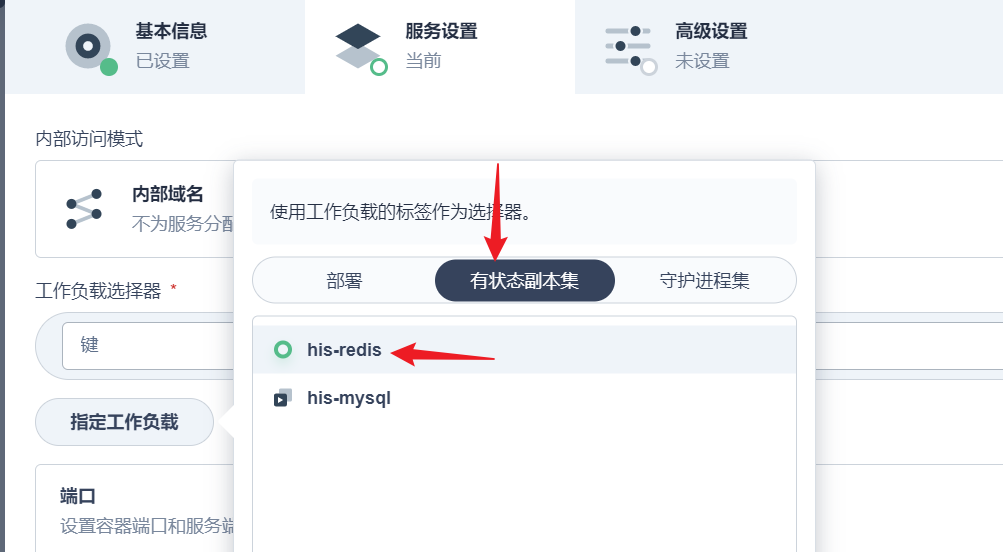 基本信息
已设置
服务设置
当前
高级设置
未设置
内部访问模式
内部域名
不为服务分配
使用工作负载的标签作为选择器。
部署
有状态副本集
守护进程集
工作负载选择器 *
键
his-redis
his-mysql
指定工作负载
端口
设置容器端口和服务端